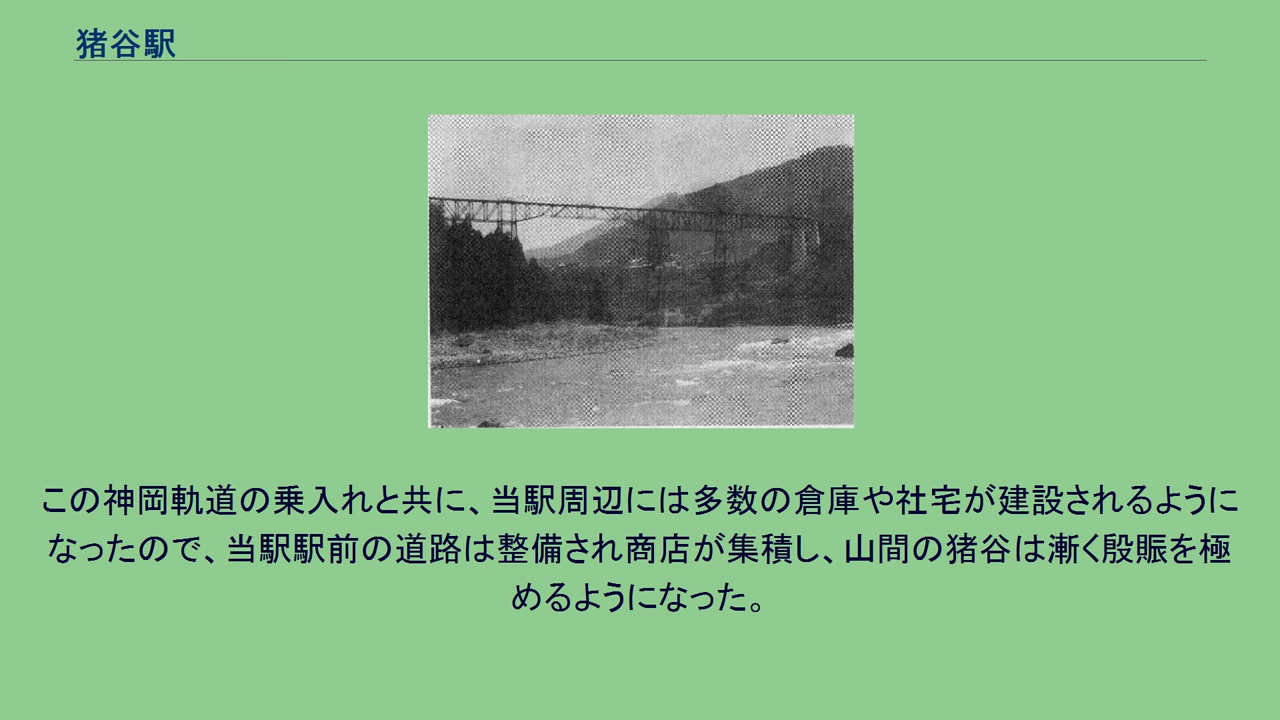 猪谷駅
この神岡軌道の乗入れと共に、当駅周辺には多数の倉庫や社宅が建設されるように
なったので、当駅駅前の道路は整備され商店が集積し、山間の猪谷は漸く殷賑を極
めるようになった。